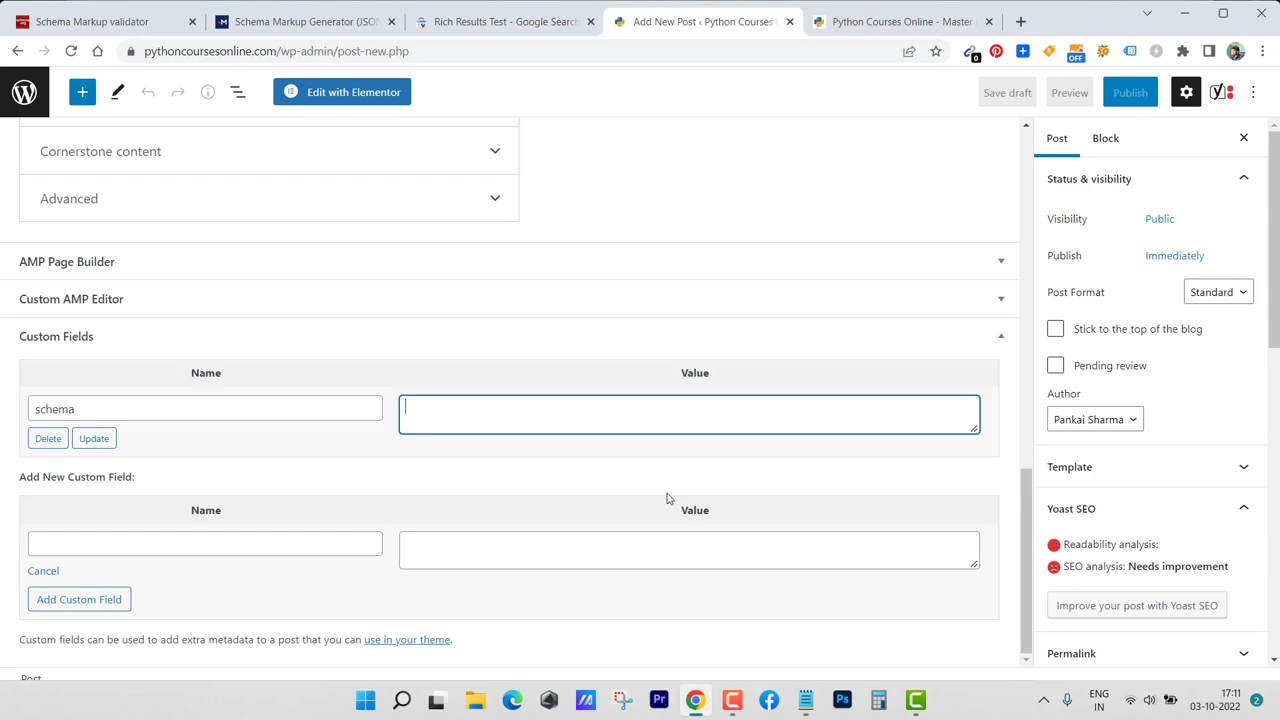 Schema Markup validator
Schema Markup Generator (JSON
Rich Results Test - Google Search
Add New Post ‹ Python Courses
Python Courses Online - Master
pythoncoursesonline.com/wp-admin/post-new.php
0
OFF
Edit with Elementor
Save draft
Preview
Publish
Cornerstone content
Advanced
AMP Page Builder
Custom AMP Editor
Custom Fields
Name
Value
schema
Delete
Update
Add New Custom Field:
Name
Value
Cancel
Add Custom Field
Custom fields can be used to add extra metadata to a post that you can use in your theme.
Post
Post
Block
Status & visibility
Visibility
Public
Publish
Immediately
Post Format
Standard
Stick to the top of the blog
Pending review
Author
Pankaj Sharma
Template
Yoast SEO
Readability analysis:
SEO analysis: Needs improvement
Improve your post with Yoast SEO
Permalink
ENG
IN
17:11
03-10-2022
2